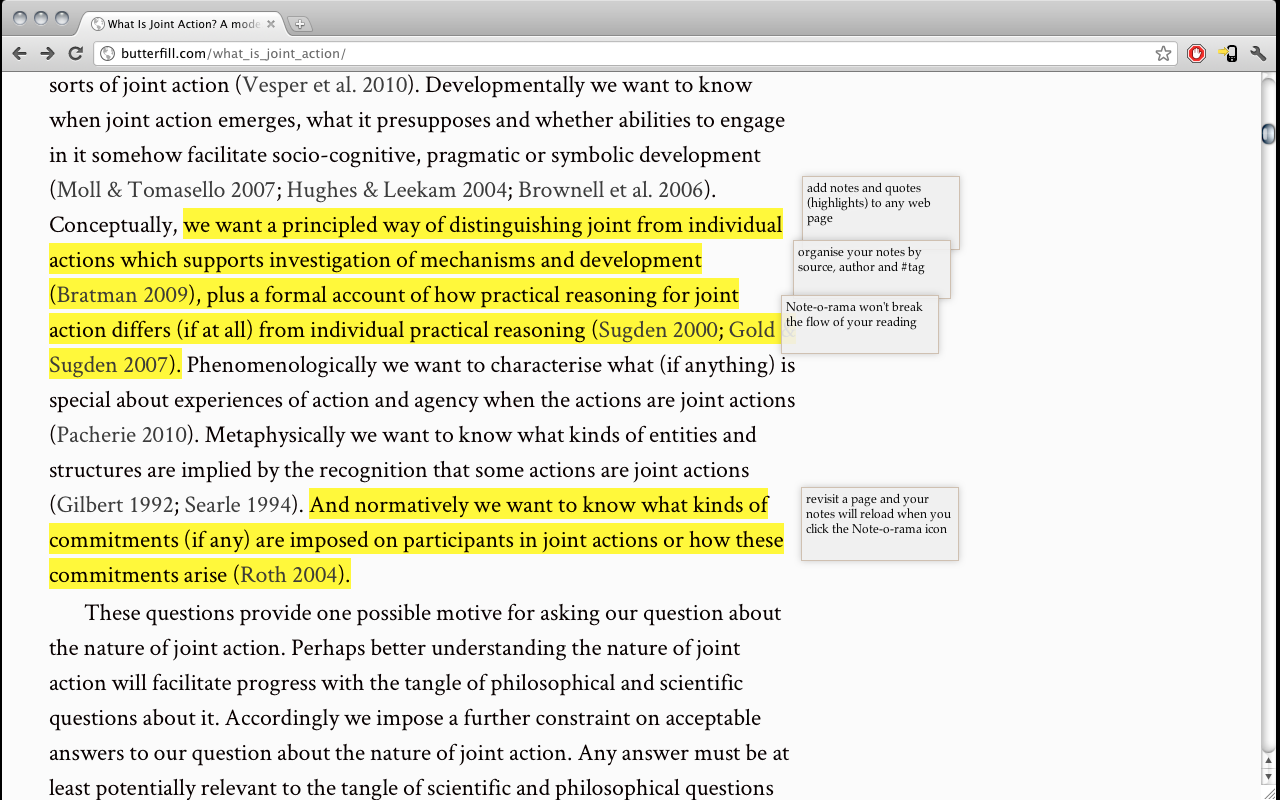 What Is Joint Action? A mode
butterfill.com/what_is_joint_action/
sorts of joint action (Vesper et al. 2010). Developmentally we want to know
when joint action emerges, what it presupposes and whether abilities to engage
in it somehow facilitate socio-cognitive, pragmatic or symbolic development
(Moll & Tomasello 2007; Hughes & Leekam 2004; Brownell et al. 2006).
Conceptually, we want a principled way of distinguishing joint from individual
actions which supports investigation of mechanisms and development
(Bratman 2009), plus a formal account of how practical reasoning for joint
action differs (if at all) from individual practical reasoning (Sugden 2000; Gold &
Sugden 2007). Phenomenologically we want to characterise what (if anything) is
special about experiences of action and agency when the actions are joint actions
(Pacherie 2010). Metaphysically we want to know what kinds of entities and
structures are implied by the recognition that some actions are joint actions
(Gilbert 1992; Searle 1994). And normatively we want to know what kinds of
commitments (if any) are imposed on participants in joint actions or how these
commitments arise (Roth 2004).
These questions provide one possible motive for asking our question about
the nature of joint action. Perhaps better understanding the nature of joint
action will facilitate progress with the tangle of philosophical and scientific
questions about it. Accordingly we impose a further constraint on acceptable
answers to our question about the nature of joint action. Any answer must be at
least potentially relevant to the tangle of scientific and philosophical questions
add notes and quotes
(highlights) to any web
page
organise your notes by
source, author and #tag
Note-o-rama won't break
the flow of your reading
revisit a page and your
notes will reload when you
click the Note-o-rama icon